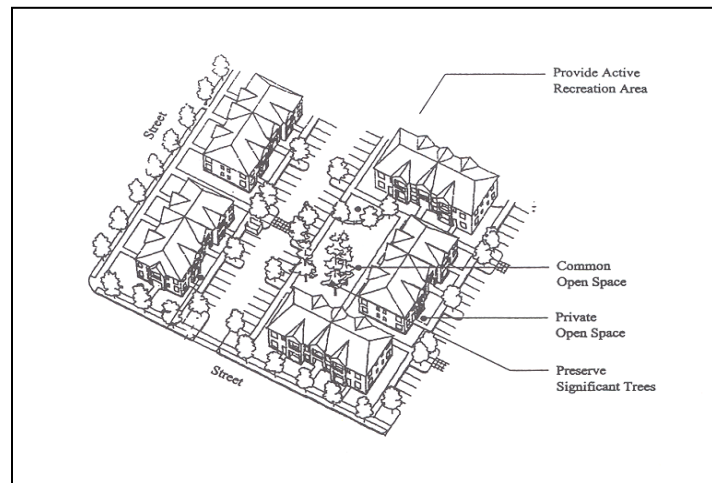 Provide Active
Recreation Area
Street
Common
Open Space
Private
Open Space
Street
Preserve
Significant Trees